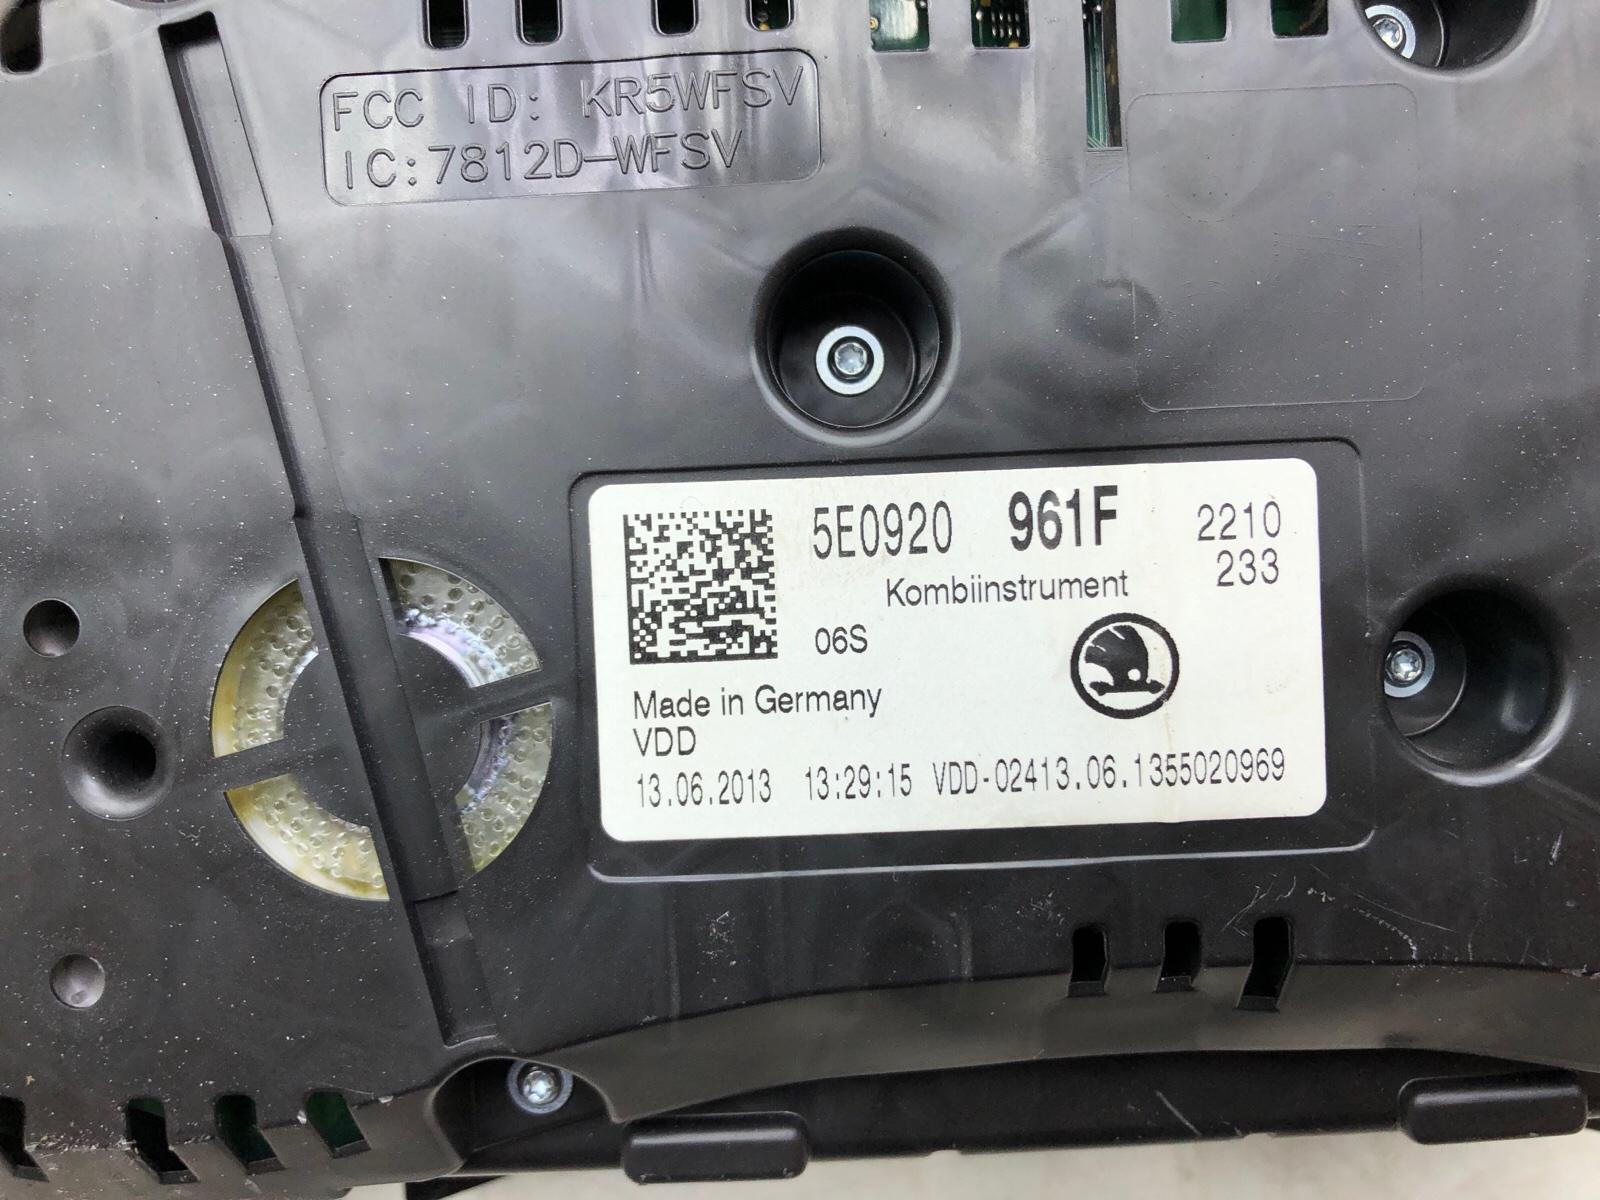 FCC ID: KR5WFSV
IC:7812D-WFSV
5E0920 961F 2210
Kombiinstrument 233
06S
Made in Germany
VDD
13.06.2013 13:29:15 VDD-02413.06.1355020969